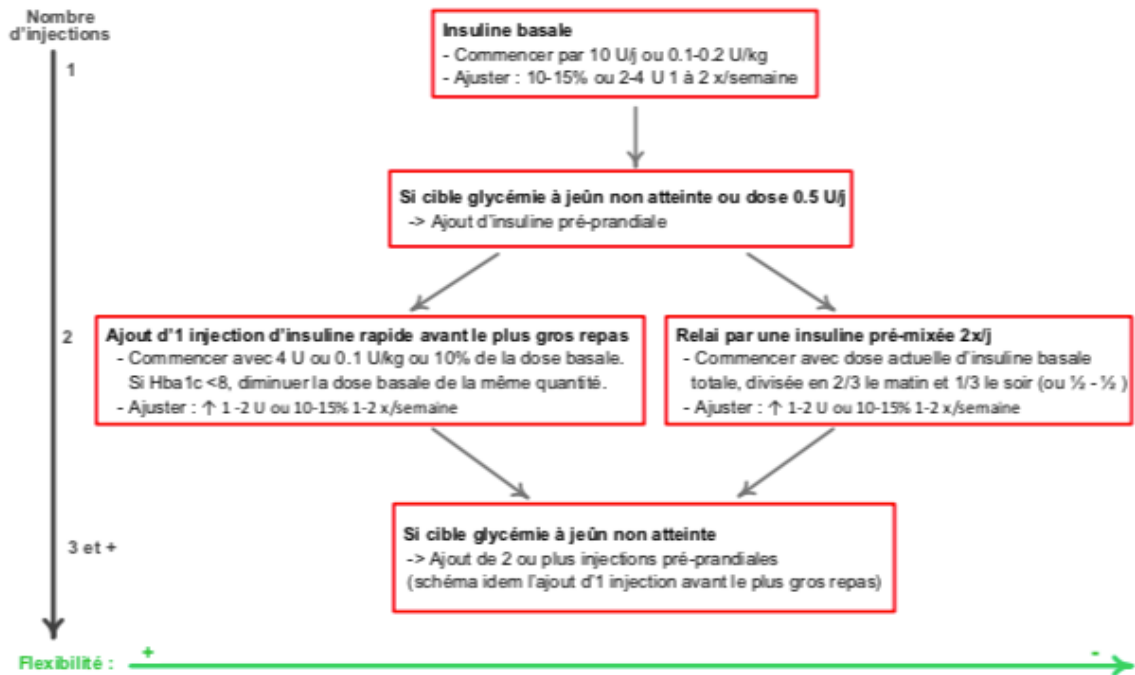 Nombre
d'injections
1
Insuline basale
- Commencer par 10 U/j ou 0.1-0.2 U/kg
- Ajuster : 10-15% ou 2-4 U 1 à 2 x/semaine
Si cible glycémie à jeûn non atteinte ou dose 0.5 U/j
-> Ajout d'insuline pré-prandiale
2
Ajout d'1 injection d'insuline rapide avant le plus gros repas
- Commencer avec 4 U ou 0.1 U/kg ou 10% de la dose basale.
Si Hba1c <8, diminuer la dose basale de la même quantité.
- Ajuster : ↑ 1 -2 U ou 10-15% 1-2 x/semaine
Relai par une insuline pré-mixée 2x/j
- Commencer avec dose actuelle d'insuline basale
totale, divisée en 2/3 le matin et 1/3 le soir (ou ½ - ½ )
- Ajuster : ↑ 1-2 U ou 10-15% 1-2 x/semaine
3 et +
Si cible glycémie à jeûn non atteinte
-> Ajout de 2 ou plus injections pré-prandiales
(schéma idem l'ajout d'1 injection avant le plus gros repas)
Flexibilité :
+
-